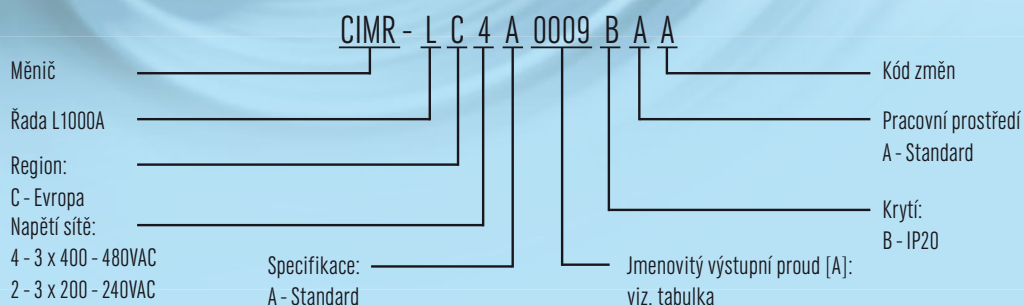 CIMR - L C 4 A 0009 B A A
Měnič
Řada L1000A
Region:
C - Evropa
Napětí sítě:
4 - 3 x 400 - 480VAC
2 - 3 x 200 - 240VAC
Specifikace:
A - Standard
Jmenovitý výstupní proud [A]:
viz. tabulka
Kód změn
Pracovní prostředí
A - Standard
Krytí:
B - IP20